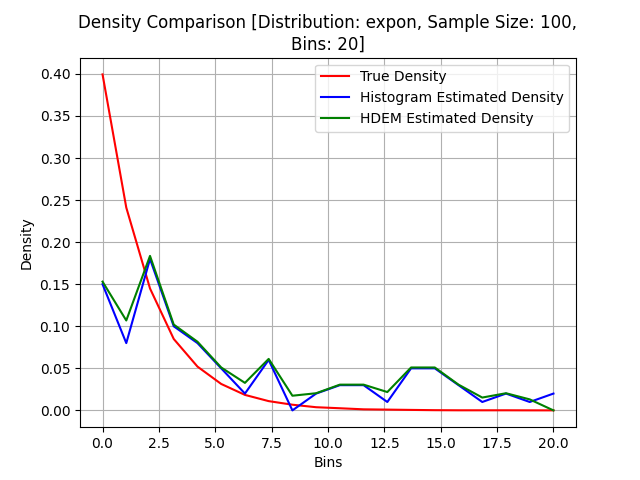 Density Comparison [Distribution: expon, Sample Size: 100,
Bins: 20]
True Density
Histogram Estimated Density
HDEM Estimated Density
Density
0.40
0.35
0.30
0.25
0.20
0.15
0.10
0.05
0.00
0.0 2.5 5.0 7.5 10.0 12.5 15.0 17.5 20.0
Bins